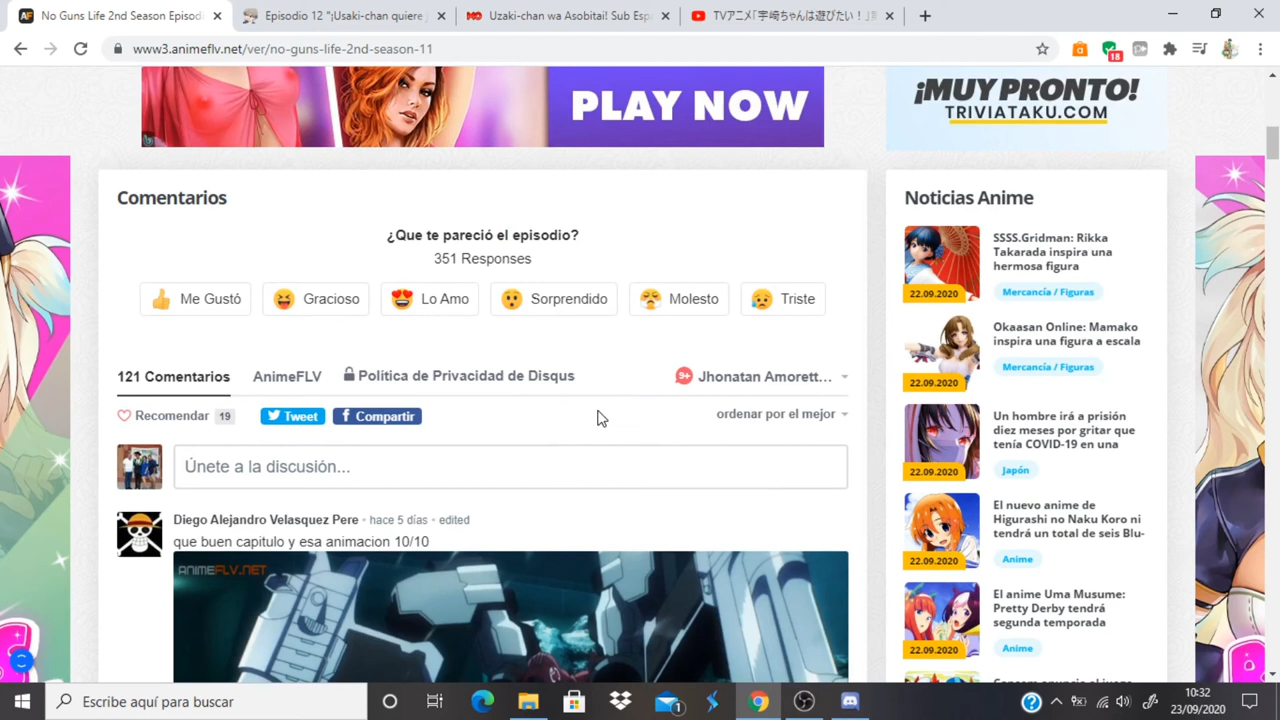 No Guns Life 2nd Season Episodi
Episodio 12 "¡Usaki-chan quiere j
Uzaki-chan wa Asobitai! Sub Espa
TVアニメ「宇崎ちゃんは遊びたい！」
www3.animeflv.net/ver/no-guns-life-2nd-season-11
18
PLAY NOW
¡MUY PRONTO!
TRIVIATAKU.COM
Comentarios
¿Que te pareció el episodio?
351 Responses
Me Gustó
Gracioso
Lo Amo
Sorprendido
Molesto
Triste
121 Comentarios
AnimeFLV
Política de Privacidad de Disqus
9+
Jhonatan Amorett...
Recomendar 19
Tweet
f Compartir
ordenar por el mejor
Únete a la discusión...
Diego Alejandro Velasquez Pere • hace 5 días • edited
que buen capitulo y esa animacion 10/10
ANIMEFLV.NET
Noticias Anime
SSSS.Gridman: Rikka
Takarada inspira una
hermosa figura
22.09.2020
Mercancía / Figuras
Okaasan Online: Mamako
inspira una figura a escala
22.09.2020
Mercancía / Figuras
Un hombre irá a prisión
diez meses por gritar que
tenía COVID-19 en una
22.09.2020
Japón
El nuevo anime de
Higurashi no Naku Koro ni
tendrá un total de seis Blu-
22.09.2020
Anime
El anime Uma Musume:
Pretty Derby tendrá
segunda temporada
22.09.2020
Anime
Escribe aquí para buscar
1
10:32
23/09/2020